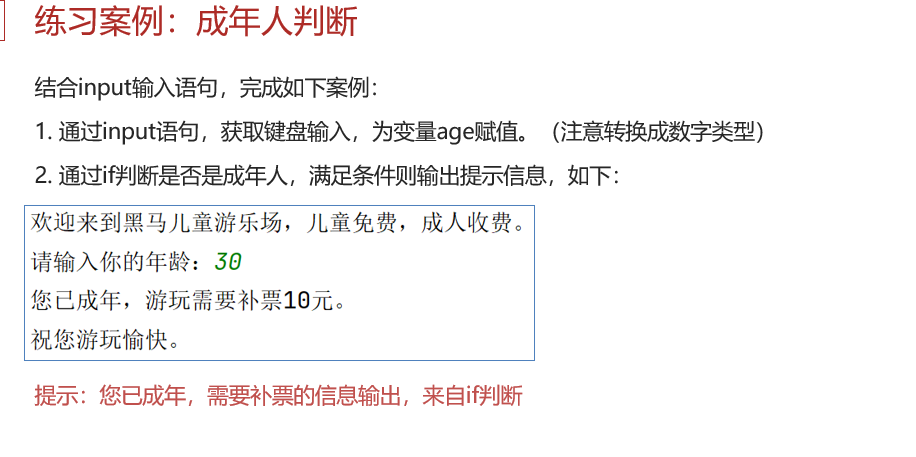 练习案例：成年人判断
结合input输入语句，完成如下案例：
1. 通过input语句，获取键盘输入，为变量age赋值。（注意转换成数字类型）
2. 通过if判断是否是成年人，满足条件则输出提示信息，如下：
欢迎来到黑马儿童游乐场，儿童免费，成人收费。
请输入你的年龄：30
您已成年，游玩需要补票10元。
祝您游玩愉快。
提示：您已成年，需要补票的信息输出，来自if判断